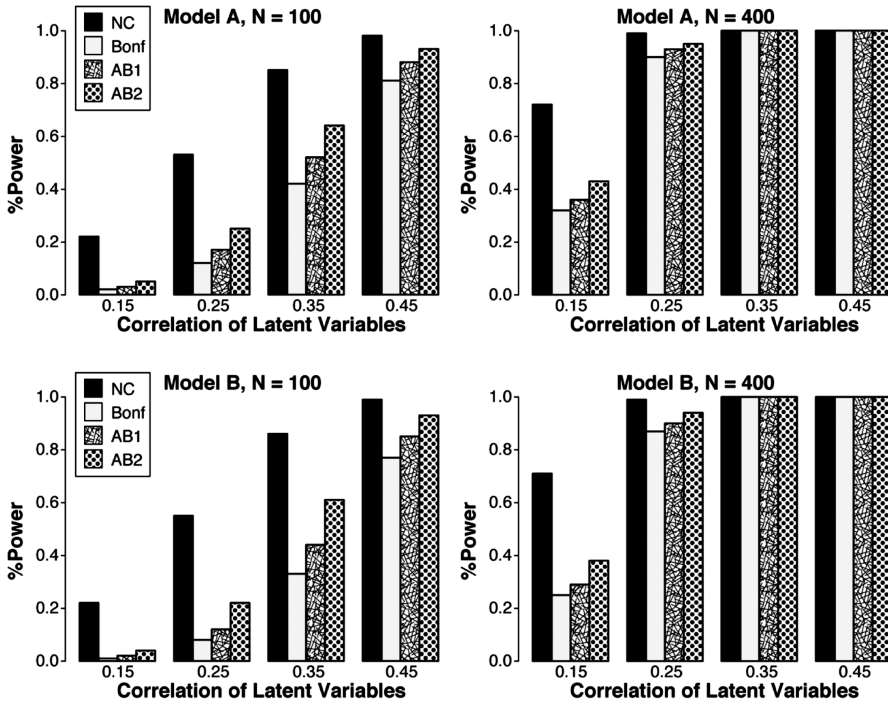 Model A, N = 100
NC
Bonf
AB1
AB2
%Power
1.0
0.8
0.6
0.4
0.2
0.0
0.15 0.25 0.35 0.45
Correlation of Latent Variables
Model A, N = 400
%Power
1.0
0.8
0.6
0.4
0.2
0.0
0.15 0.25 0.35 0.45
Correlation of Latent Variables
Model B, N = 100
NC
Bonf
AB1
AB2
%Power
1.0
0.8
0.6
0.4
0.2
0.0
0.15 0.25 0.35 0.45
Correlation of Latent Variables
Model B, N = 400
%Power
1.0
0.8
0.6
0.4
0.2
0.0
0.15 0.25 0.35 0.45
Correlation of Latent Variables